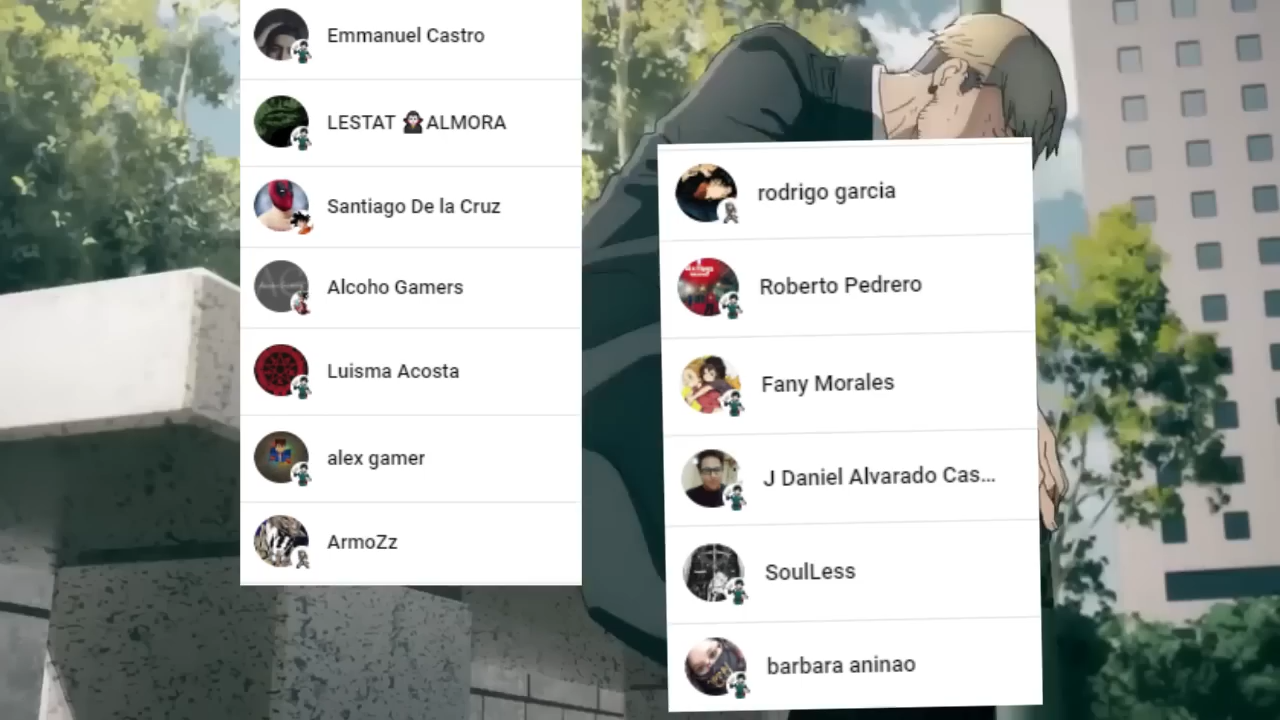 Emmanuel Castro
LESTAT 🧛ALMORA
Santiago De la Cruz
Alcoho Gamers
Luisma Acosta
alex gamer
ArmoZz
rodrigo garcia
Roberto Pedrero
Fany Morales
J Daniel Alvarado Cas...
SoulLess
barbara aninao